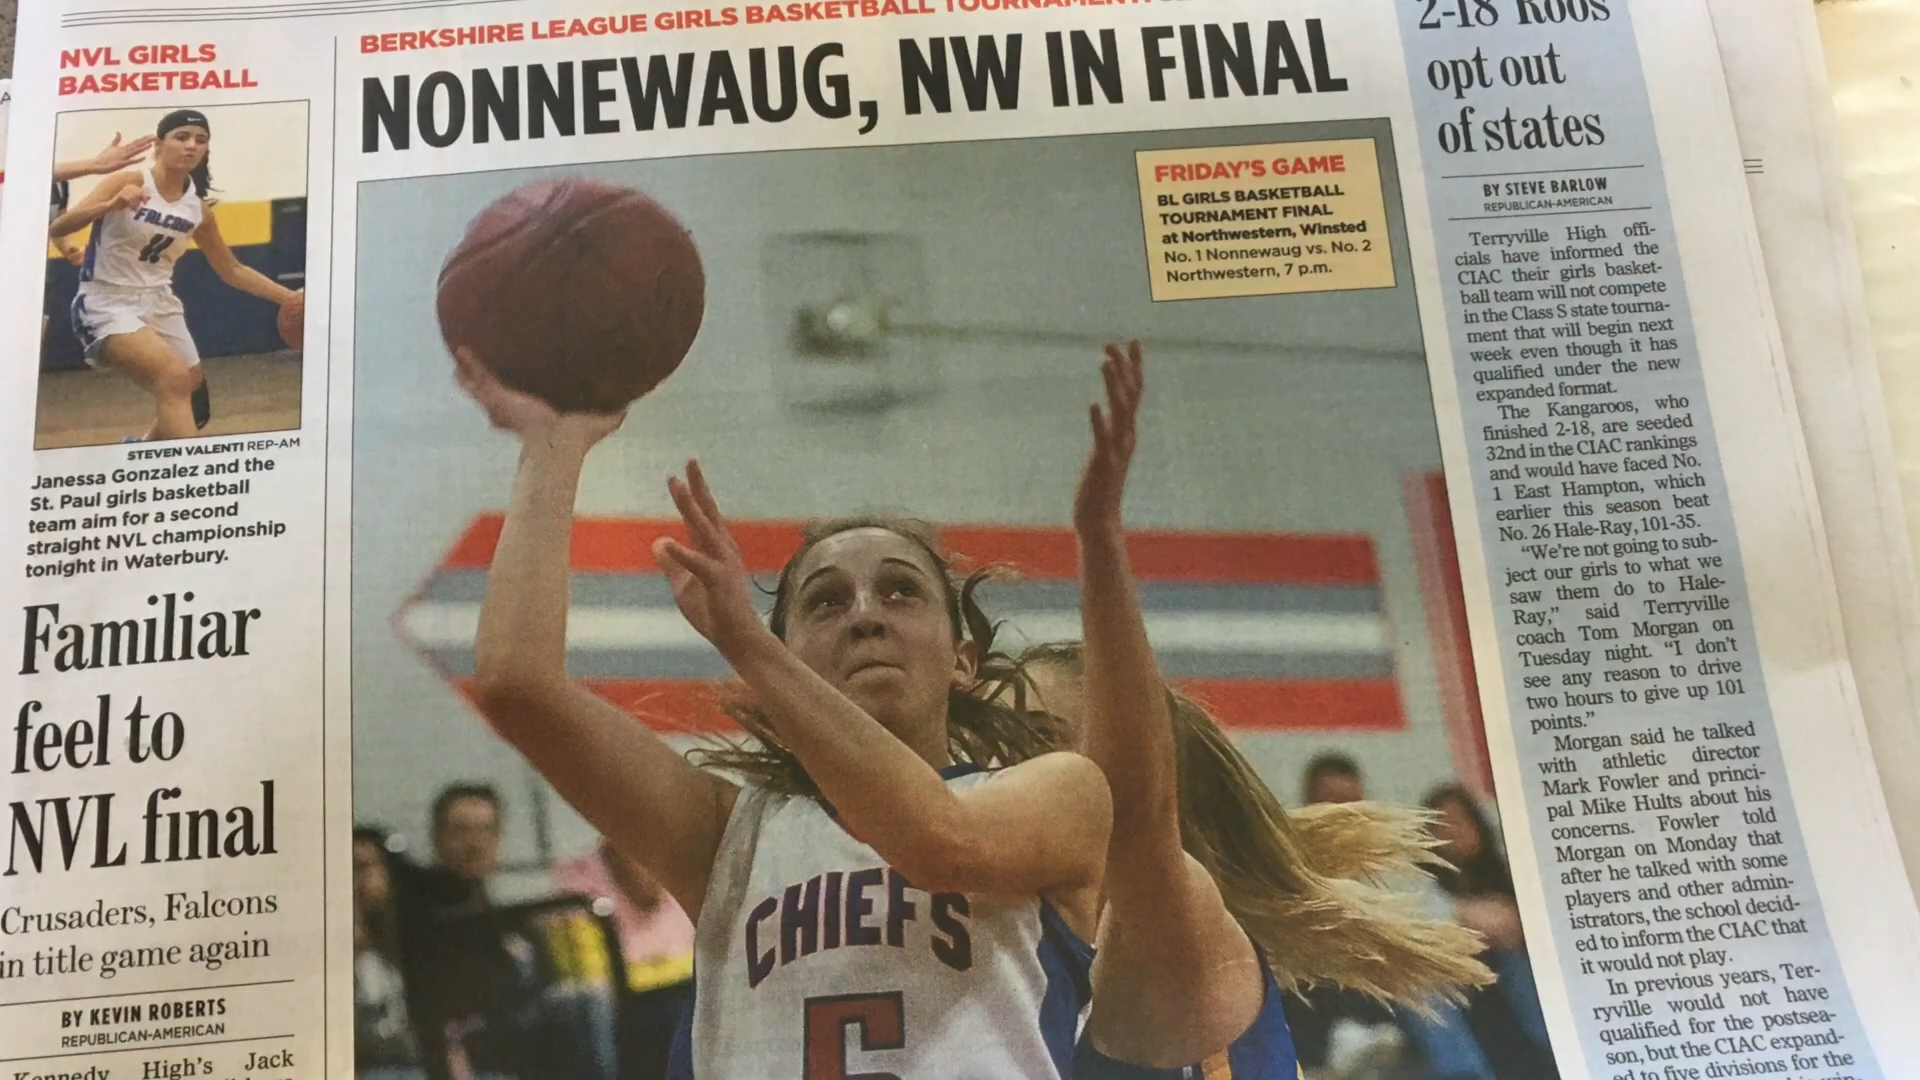 NVL GIRLS
BASKETBALL
FALCONS
11
STEVEN VALENTI REP-AM
Janessa Gonzalez and the
St. Paul girls basketball
team aim for a second
straight NVL championship
tonight in Waterbury.
Familiar
feel to
NVL final
Crusaders, Falcons
in title game again
BY KEVIN ROBERTS
REPUBLICAN-AMERICAN
Kennedy High's Jack
BERKSHIRE LEAGUE GIRLS BASKETBALL TOURNAMENT
NONNEWAUG, NW IN FINAL
FRIDAY'S GAME
BL GIRLS BASKETBALL
TOURNAMENT FINAL
at Northwestern, Winsted
No. 1 Nonnewaug vs. No. 2
Northwestern, 7 p.m.
CHIEFS
2-18 Roos
opt out
of states
BY STEVE BARLOW
REPUBLICAN-AMERICAN
Terryville High offi-
cials have informed the
CIAC their girls basket-
ball team will not compete
in the Class S state tourna-
ment that will begin next
week even though it has
qualified under the new
expanded format.
The Kangaroos, who
finished 2-18, are seeded
32nd in the CIAC rankings
and would have faced No.
1 East Hampton, which
earlier this season beat
No. 26 Hale-Ray, 101-35.
“We're not going to sub-
ject our girls to what we
saw them do to Hale-
Ray,” said Terryville
coach Tom Morgan on
Tuesday night. “I don't
see any reason to drive
two hours to give up 101
points.”
Morgan said he talked
with athletic director
Mark Fowler and princi-
pal Mike Hults about his
concerns. Fowler told
Morgan on Monday that
after he talked with some
players and other admin-
istrators, the school decid-
ed to inform the CIAC that
it would not play.
In previous years, Ter-
ryville would not have
qualified for the postsea-
son, but the CIAC expand-
ed to five divisions for the